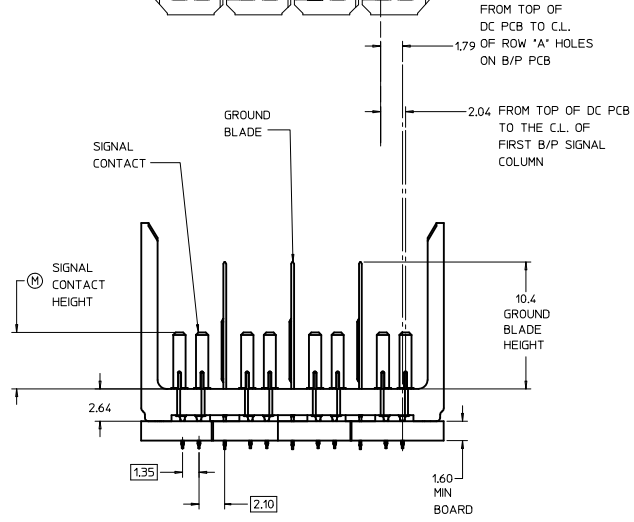 FROM TOP OF
DC PCB TO C.L.
1.79 OF ROW "A" HOLES
ON B/P PCB
2.04 FROM TOP OF DC PCB
TO THE C.L. OF
FIRST B/P SIGNAL
COLUMN
GROUND
BLADE
SIGNAL
CONTACT
M SIGNAL
CONTACT
HEIGHT
10.4
GROUND
BLADE
HEIGHT
2.64
1.35
2.10
1.60
MIN
BOARD